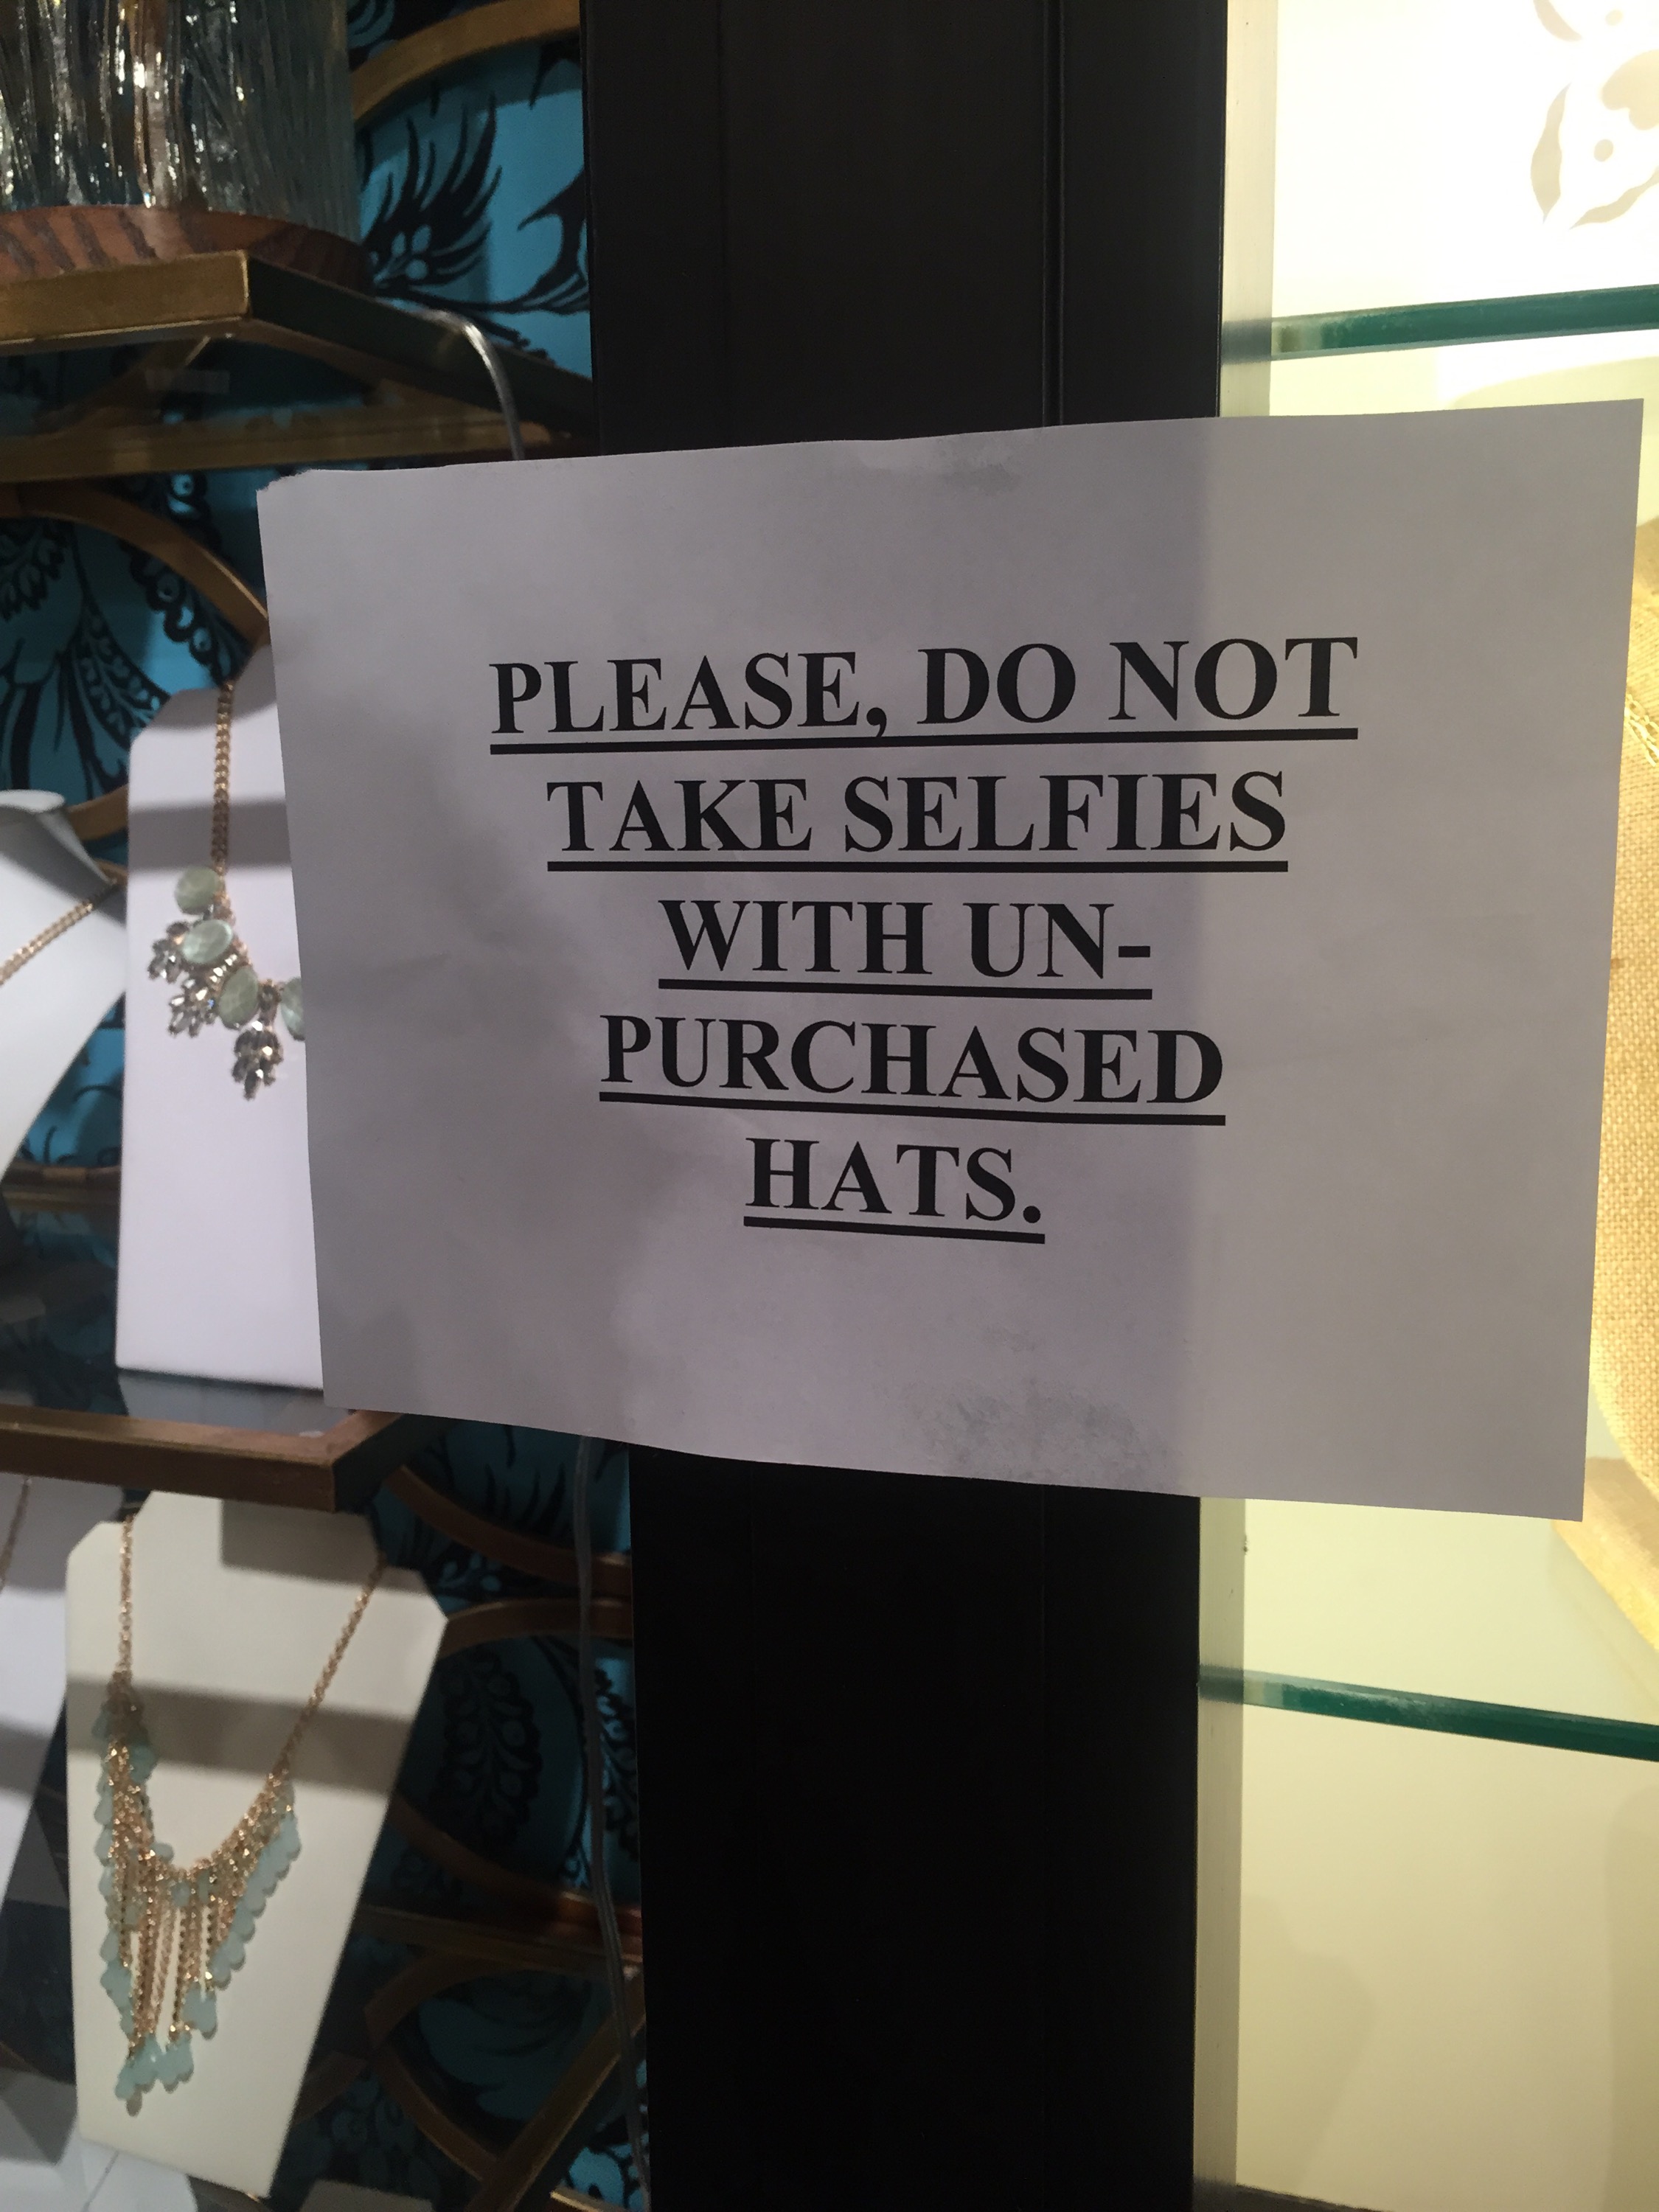 PLEASE, DO NOT
TAKE SELFIES
WITH UN-
PURCHASED
HATS.